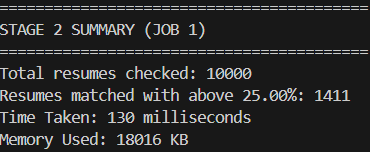 =========================================
STAGE 2 SUMMARY (JOB 1)
=========================================
Total resumes checked: 10000
Resumes matched with above 25.00%: 1411
Time Taken: 130 milliseconds
Memory Used: 18016 KB